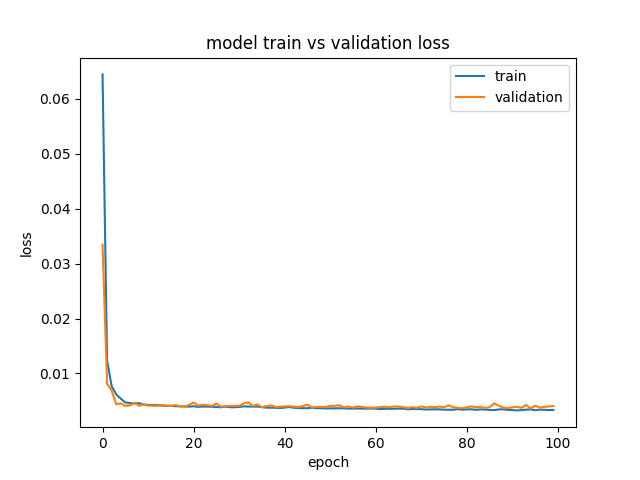 model train vs validation loss
train
validation
0.06
0.05
0.04
0.03
0.02
0.01
loss
0 20 40 60 80 100
epoch